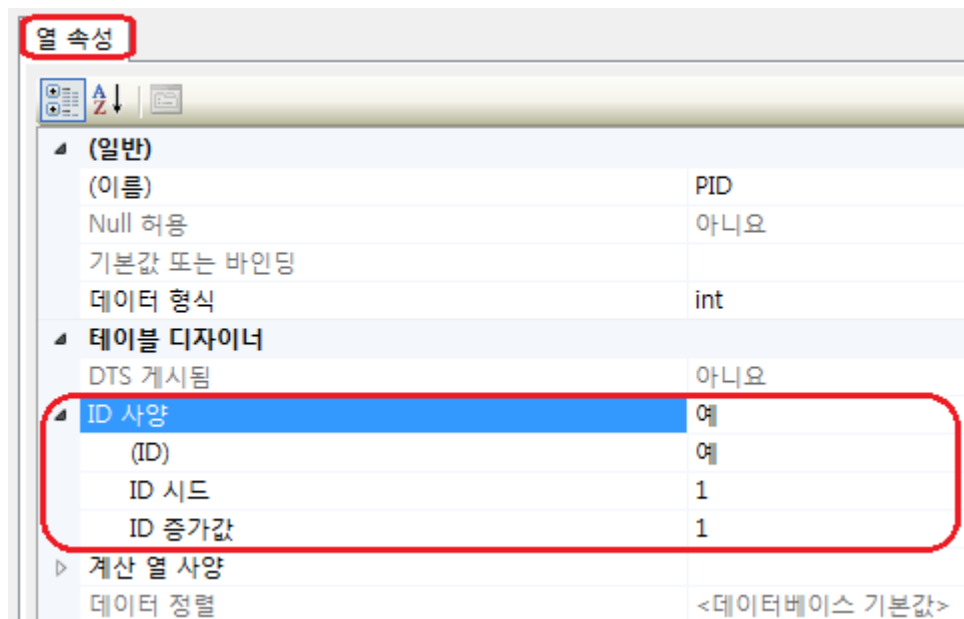 열 속성
(일반)
(이름) PID
Null 허용 아니요
기본값 또는 바인딩
데이터 형식 int
테이블 디자이너
DTS 게시됨 아니요
ID 사양 예
(ID) 예
ID 시드 1
ID 증가값 1
계산 열 사양
데이터 정렬 <데이터베이스 기본값>